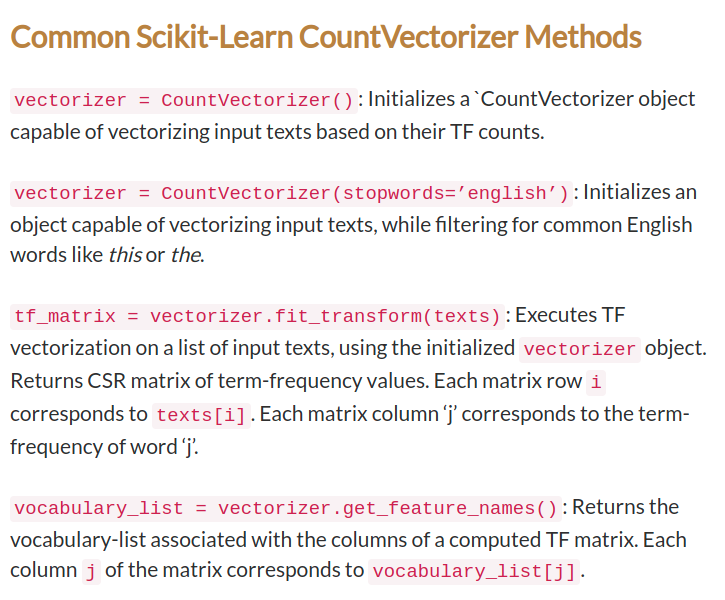 Common Scikit-Learn CountVectorizer Methods
vectorizer = CountVectorizer(): Initializes a `CountVectorizer object
capable of vectorizing input texts based on their TF counts.
vectorizer = CountVectorizer(stopwords=’english’): Initializes an
object capable of vectorizing input texts, while filtering for common English
words like this or the.
tf_matrix = vectorizer.fit_transform(texts): Executes TF
vectorization on a list of input texts, using the initialized vectorizer object.
Returns CSR matrix of term-frequency values. Each matrix row i
corresponds to texts[i]. Each matrix column ‘j’ corresponds to the term-
frequency of word ‘j’.
vocabulary_list = vectorizer.get_feature_names(): Returns the
vocabulary-list associated with the columns of a computed TF matrix. Each
column j of the matrix corresponds to vocabulary_list[j].